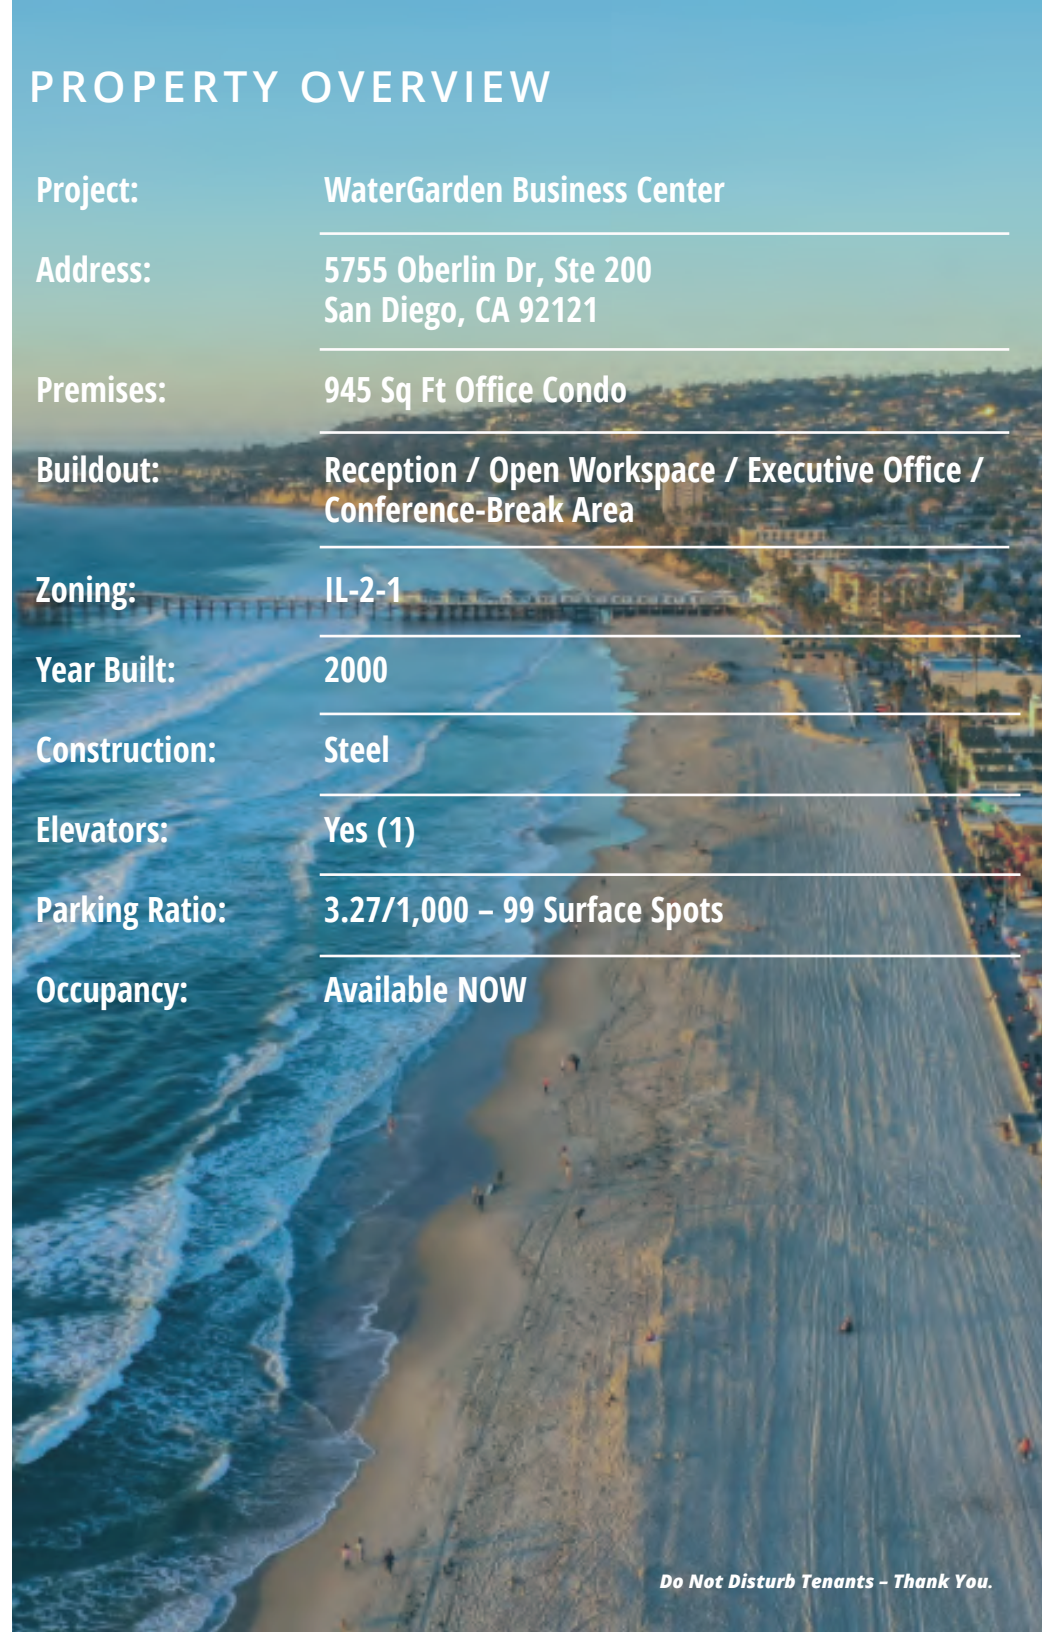 PROPERTY OVERVIEW
Project: WaterGarden Business Center
Address: 5755 Oberlin Dr, Ste 200
San Diego, CA 92121
Premises: 945 Sq Ft Office Condo
Buildout: Reception / Open Workspace / Executive Office /
Conference-Break Area
Zoning: IL-2-1
Year Built: 2000
Construction: Steel
Elevators: Yes (1)
Parking Ratio: 3.27/1,000 – 99 Surface Spots
Occupancy: Available NOW
Do Not Disturb Tenants – Thank You.